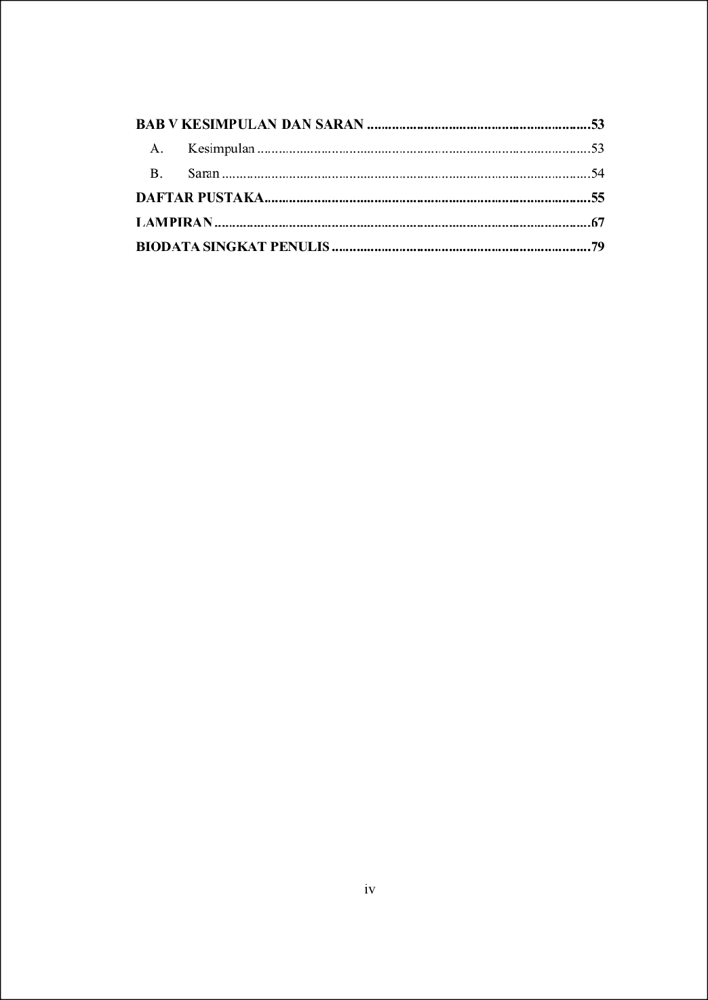 BAB V KESIMPULAN DAN SARAN ...............................................................53
A. Kesimpulan ..............................................................................................53
B. Saran ........................................................................................................54
DAFTAR PUSTAKA............................................................................................55
LAMPIRAN..........................................................................................................67
BIODATA SINGKAT PENULIS .........................................................................79
iv